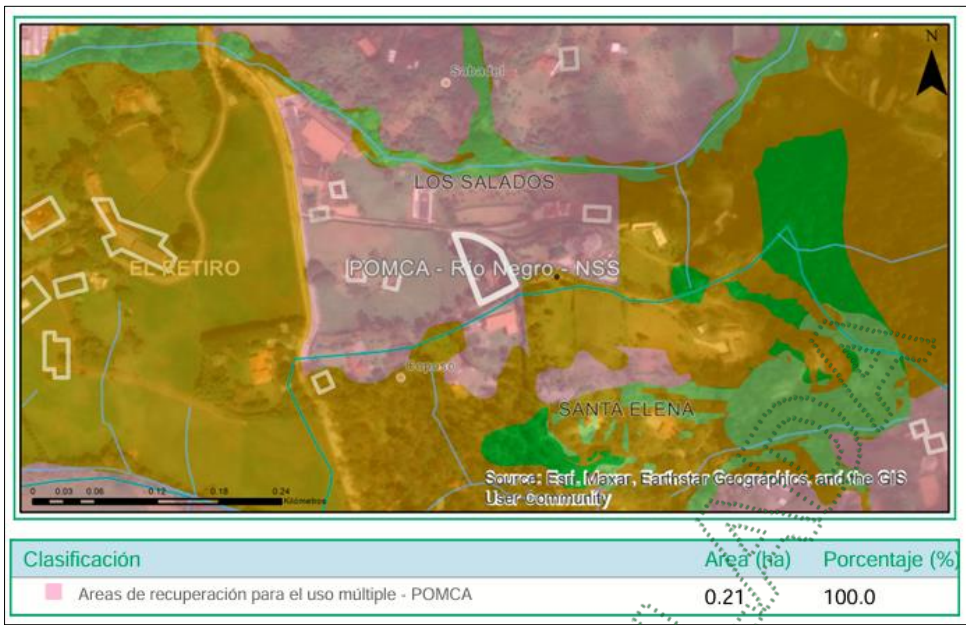 N
Sabadel
LOS SALADOS
EL RETIRO
POMCA - Río Negro - NSS
SANTA ELENA
Source: Esri, Maxar, Earthstar Geographics, and the GIS
User Community
0 0.03 0.06 0.12 0.18 0.24
Kilómetros
Clasificación Area (ha) Porcentaje (%)
Areas de recuperación para el uso múltiple - POMCA 0.21 100.0